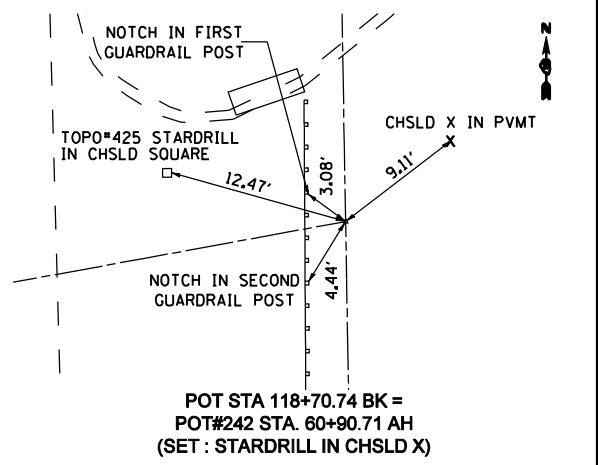 NOTCH IN FIRST
GUARDRAIL POST
TOPO#425 STARDRILL
IN CHSLD SQUARE
CHSLD X IN PVMT
X
12.47'
3.08'
9.11'
NOTCH IN SECOND
GUARDRAIL POST
4.44'
POT STA 118+70.74 BK =
POT#242 STA. 60+90.71 AH
(SET : STARDRILL IN CHSLD X)